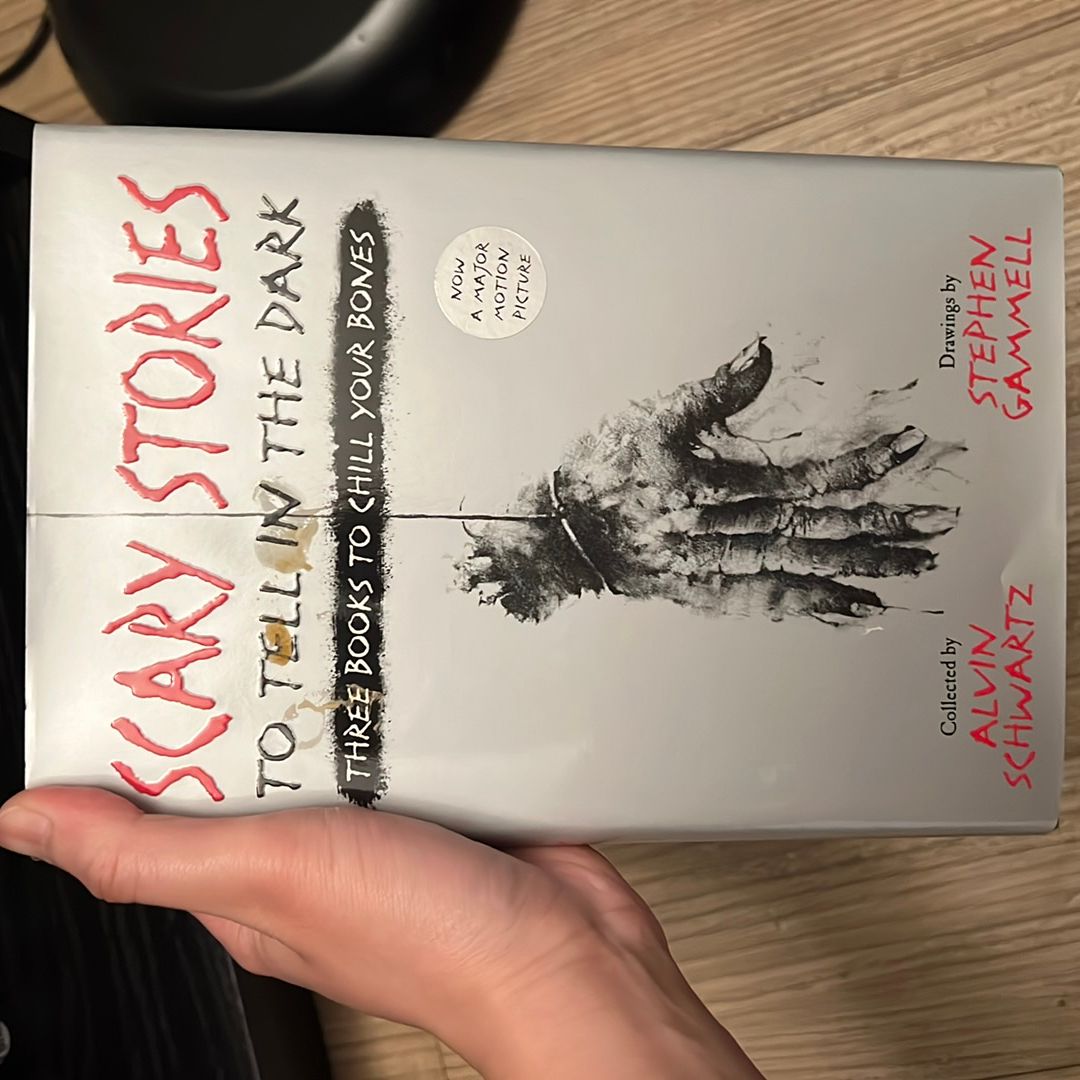 SCARY STORIES
TO TELL IN THE DARK
THREE BOOKS TO CHILL YOUR BONES
NOW
A MAJOR
MOTION
PICTURE
Collected by
ALVIN
SCHWARTZ
Drawings by
STEPHEN
GAMMELL